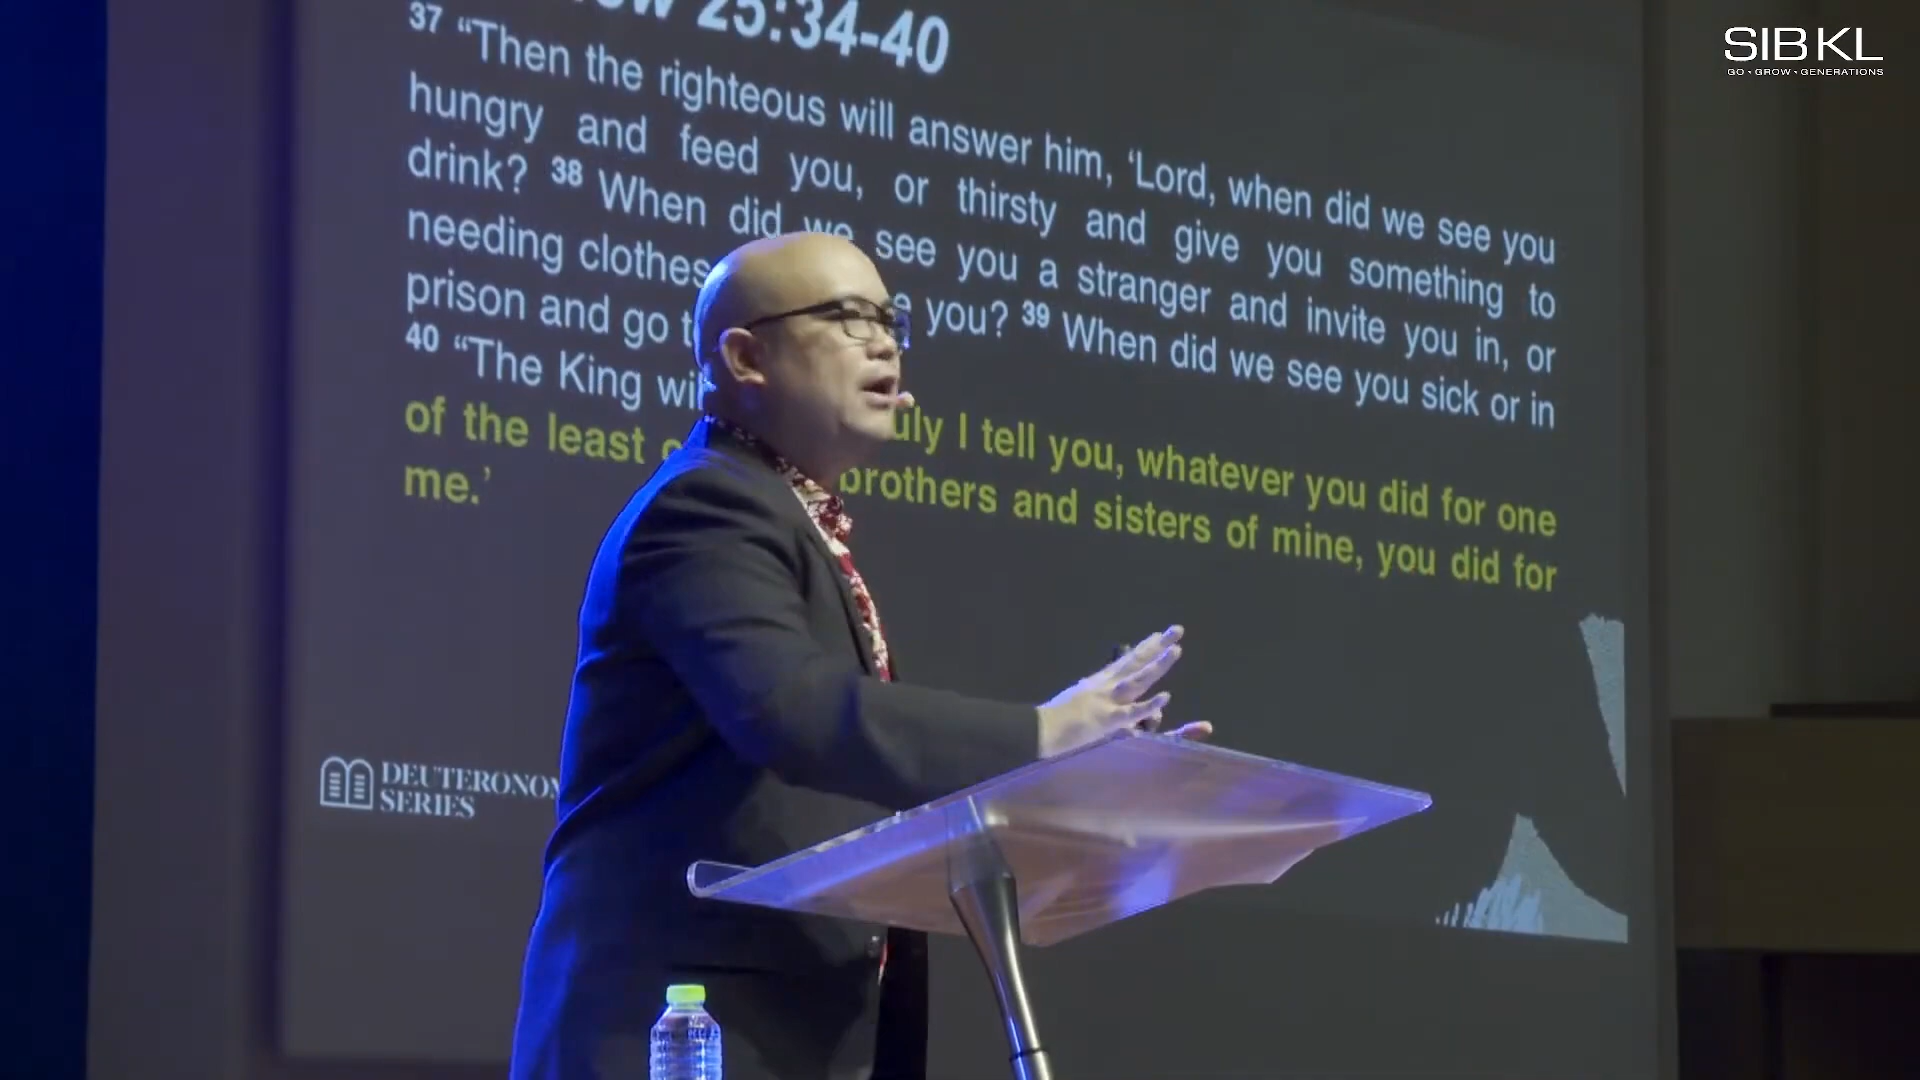 25:34-40
SIBKL
GO • GROW • GENERATIONS
37 “Then the righteous will answer him, ‘Lord, when did we see you
hungry and feed you, or thirsty and give you something to
drink? 38 When did we see you a stranger and invite you in, or
needing clothes you? 39 When did we see you sick or in
prison and go
40 “The King tell you, whatever you did for one
of the least brothers and sisters of mine, you did for
me.’
DEUTERONO
SERIES